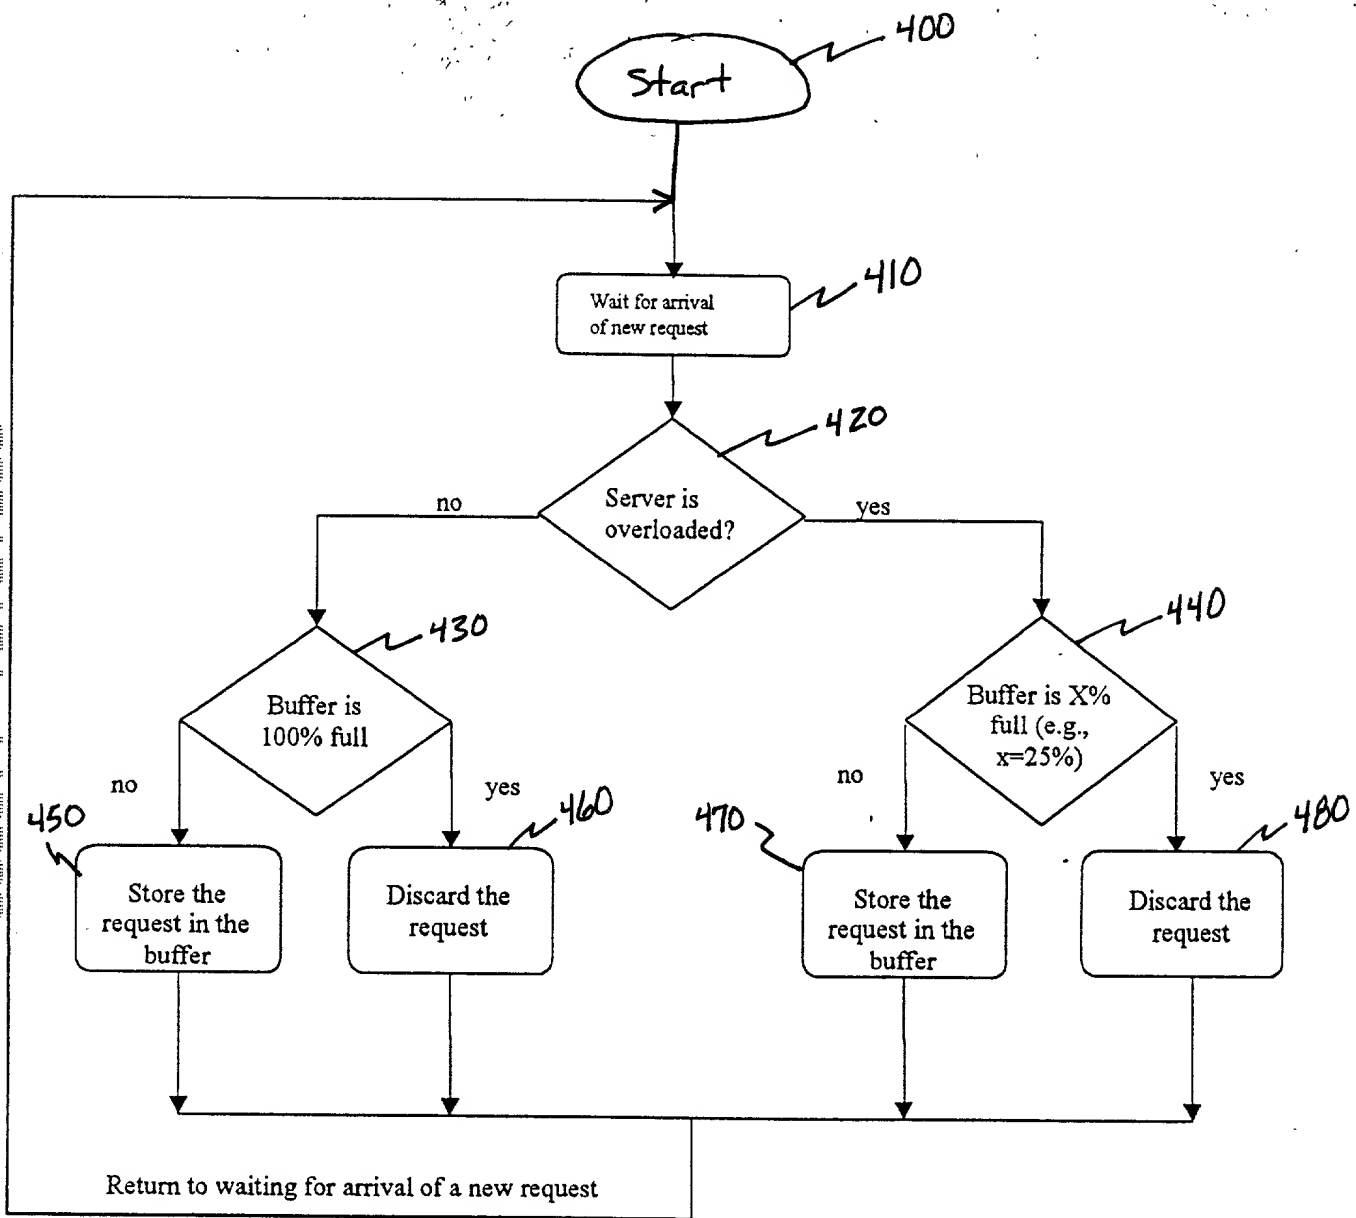 400
Start
410
Wait for arrival
of new request
420
Server is
overloaded?
no
yes
430
440
Buffer is
100% full
Buffer is X%
full (e.g.,
x=25%)
no
yes
no
yes
450
460
470
480
Store the
request in the
buffer
Discard the
request
Store the
request in the
buffer
Discard the
request
Return to waiting for arrival of a new request